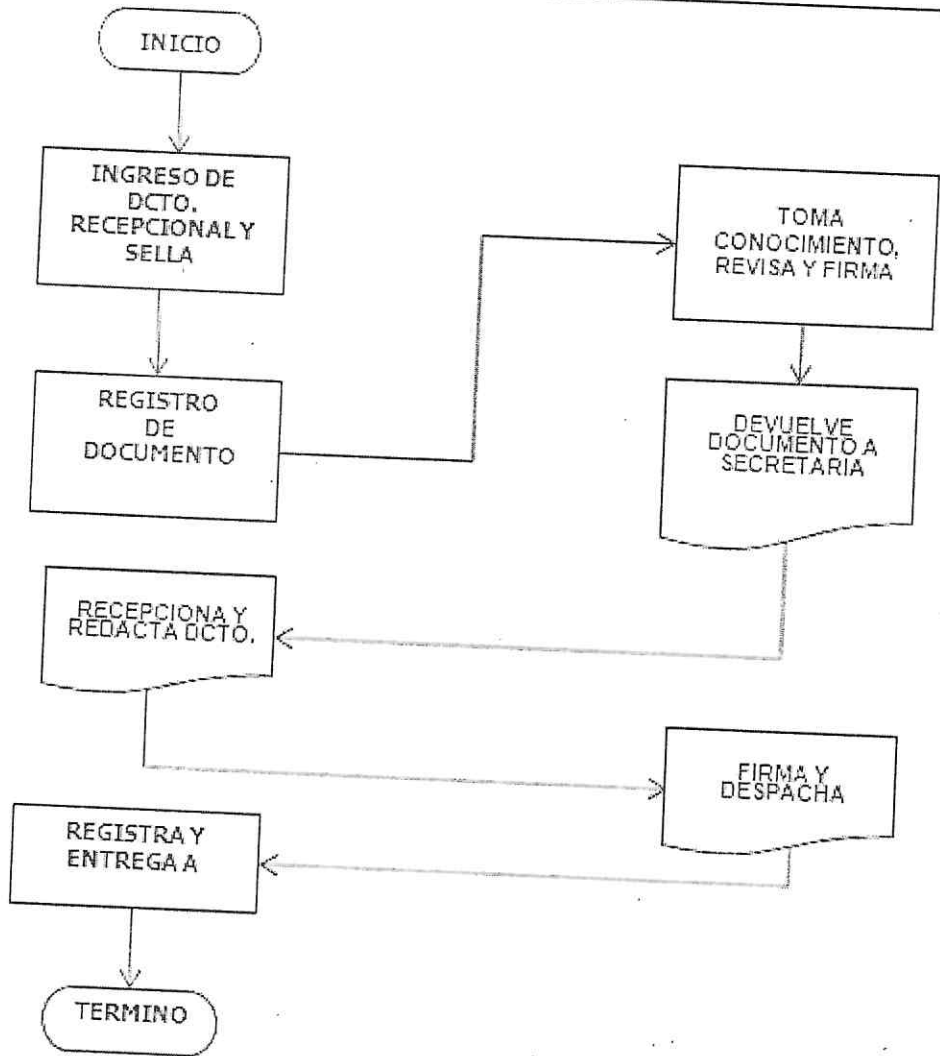 INICIO
INGRESO DE
DCTO.
RECEPCIONAL Y
SELLA
TOMA
CONOCIMIENTO,
REVISA Y FIRMA
REGISTRO
DE
DOCUMENTO
DEVUELVE
DOCUMENTO A
SECRETARIA
RECEPCIONA Y
REDACTA DCTO.
FIRMA Y
DESPACHA
REGISTRA Y
ENTREGA A
TERMINO